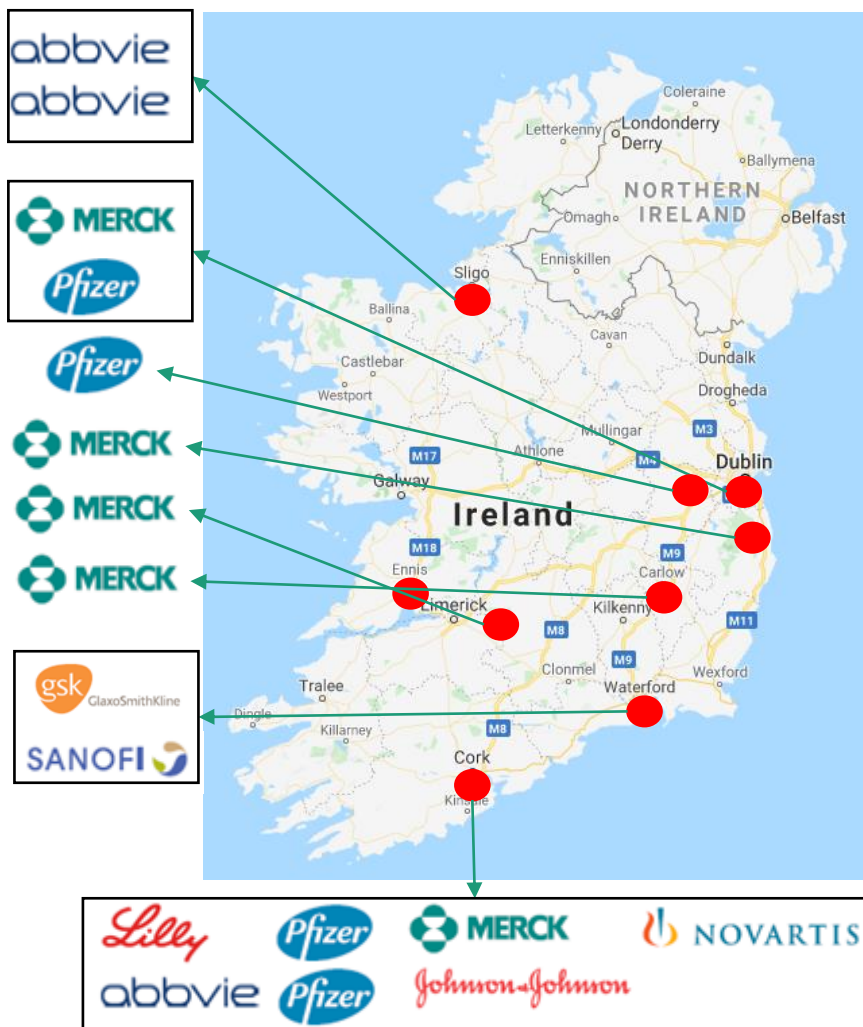 abbvie
abbvie
MERCK
Pfizer
Pfizer
MERCK
MERCK
MERCK
gsk
GlaxoSmithKline
SANOFI
Coleraine
Letterkenny
Londonderry
Derry
Ballymena
NORTHERN
IRELAND
Omagh
Belfast
Enniskillen
Sligo
Ballina
Cavan
Dundalk
Castlebar
Westport
Drogheda
Mullingar
M3
M17
Athlone
M4
Dublin
Galway
Ireland
M18
M9
Ennis
Carlow
Limerick
Kilkenny
M11
M8
Clonmel
M9
Wexford
Tralee
Waterford
Dingle
Killarney
M8
Cork
Kinsale
Lilly
Pfizer
MERCK
NOVARTIS
abbvie
Pfizer
Johnson & Johnson